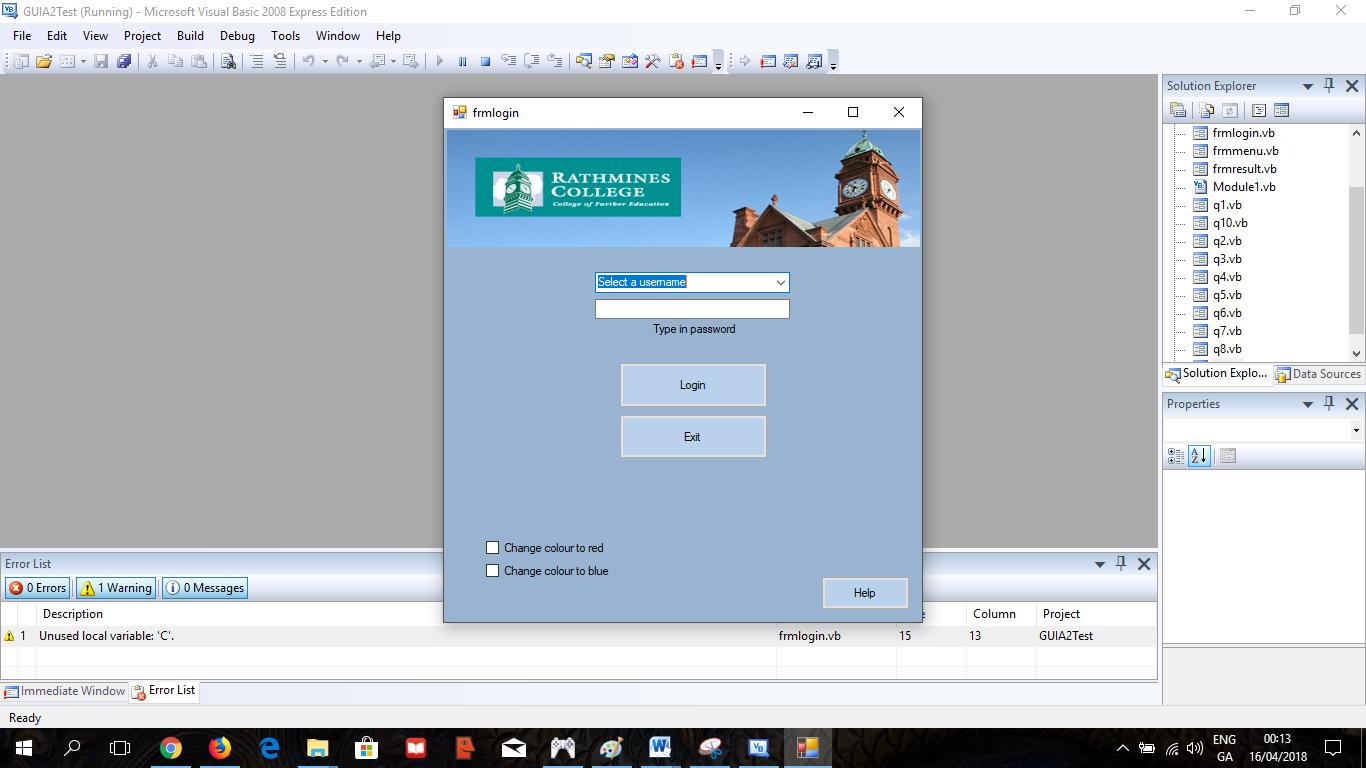 GUIA2Test (Running) - Microsoft Visual Basic 2008 Express Edition
File Edit View Project Build Debug Tools Window Help
Solution Explorer
frmlogin.vb
frmmenu.vb
frmresult.vb
Module1.vb
q1.vb
q10.vb
q2.vb
q3.vb
q4.vb
q5.vb
q6.vb
q7.vb
q8.vb
Solution Explo... Data Sources
Properties
frmlogin
RATHMINES
COLLEGE
College of Further Education
Select a username
Type in password
Login
Exit
Change colour to red
Change colour to blue
Help
Error List
0 Errors 1 Warning 0 Messages
Description Column Project
1 Unused local variable: 'C'. frmlogin.vb 15 13 GUIA2Test
Immediate Window Error List
Ready
ENG 00:13
GA 16/04/2018